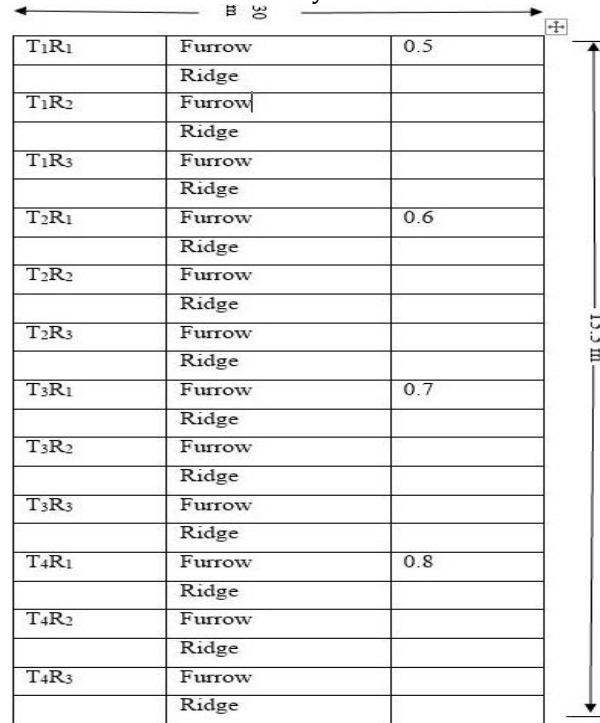 30 m
T1R1 Furrow 0.5
Ridge
T1R2 Furrow
Ridge
T1R3 Furrow
Ridge
T2R1 Furrow 0.6
Ridge
T2R2 Furrow
Ridge
T2R3 Furrow
Ridge
T3R1 Furrow 0.7
Ridge
T3R2 Furrow
Ridge
T3R3 Furrow
Ridge
T4R1 Furrow 0.8
Ridge
T4R2 Furrow
Ridge
T4R3 Furrow
Ridge